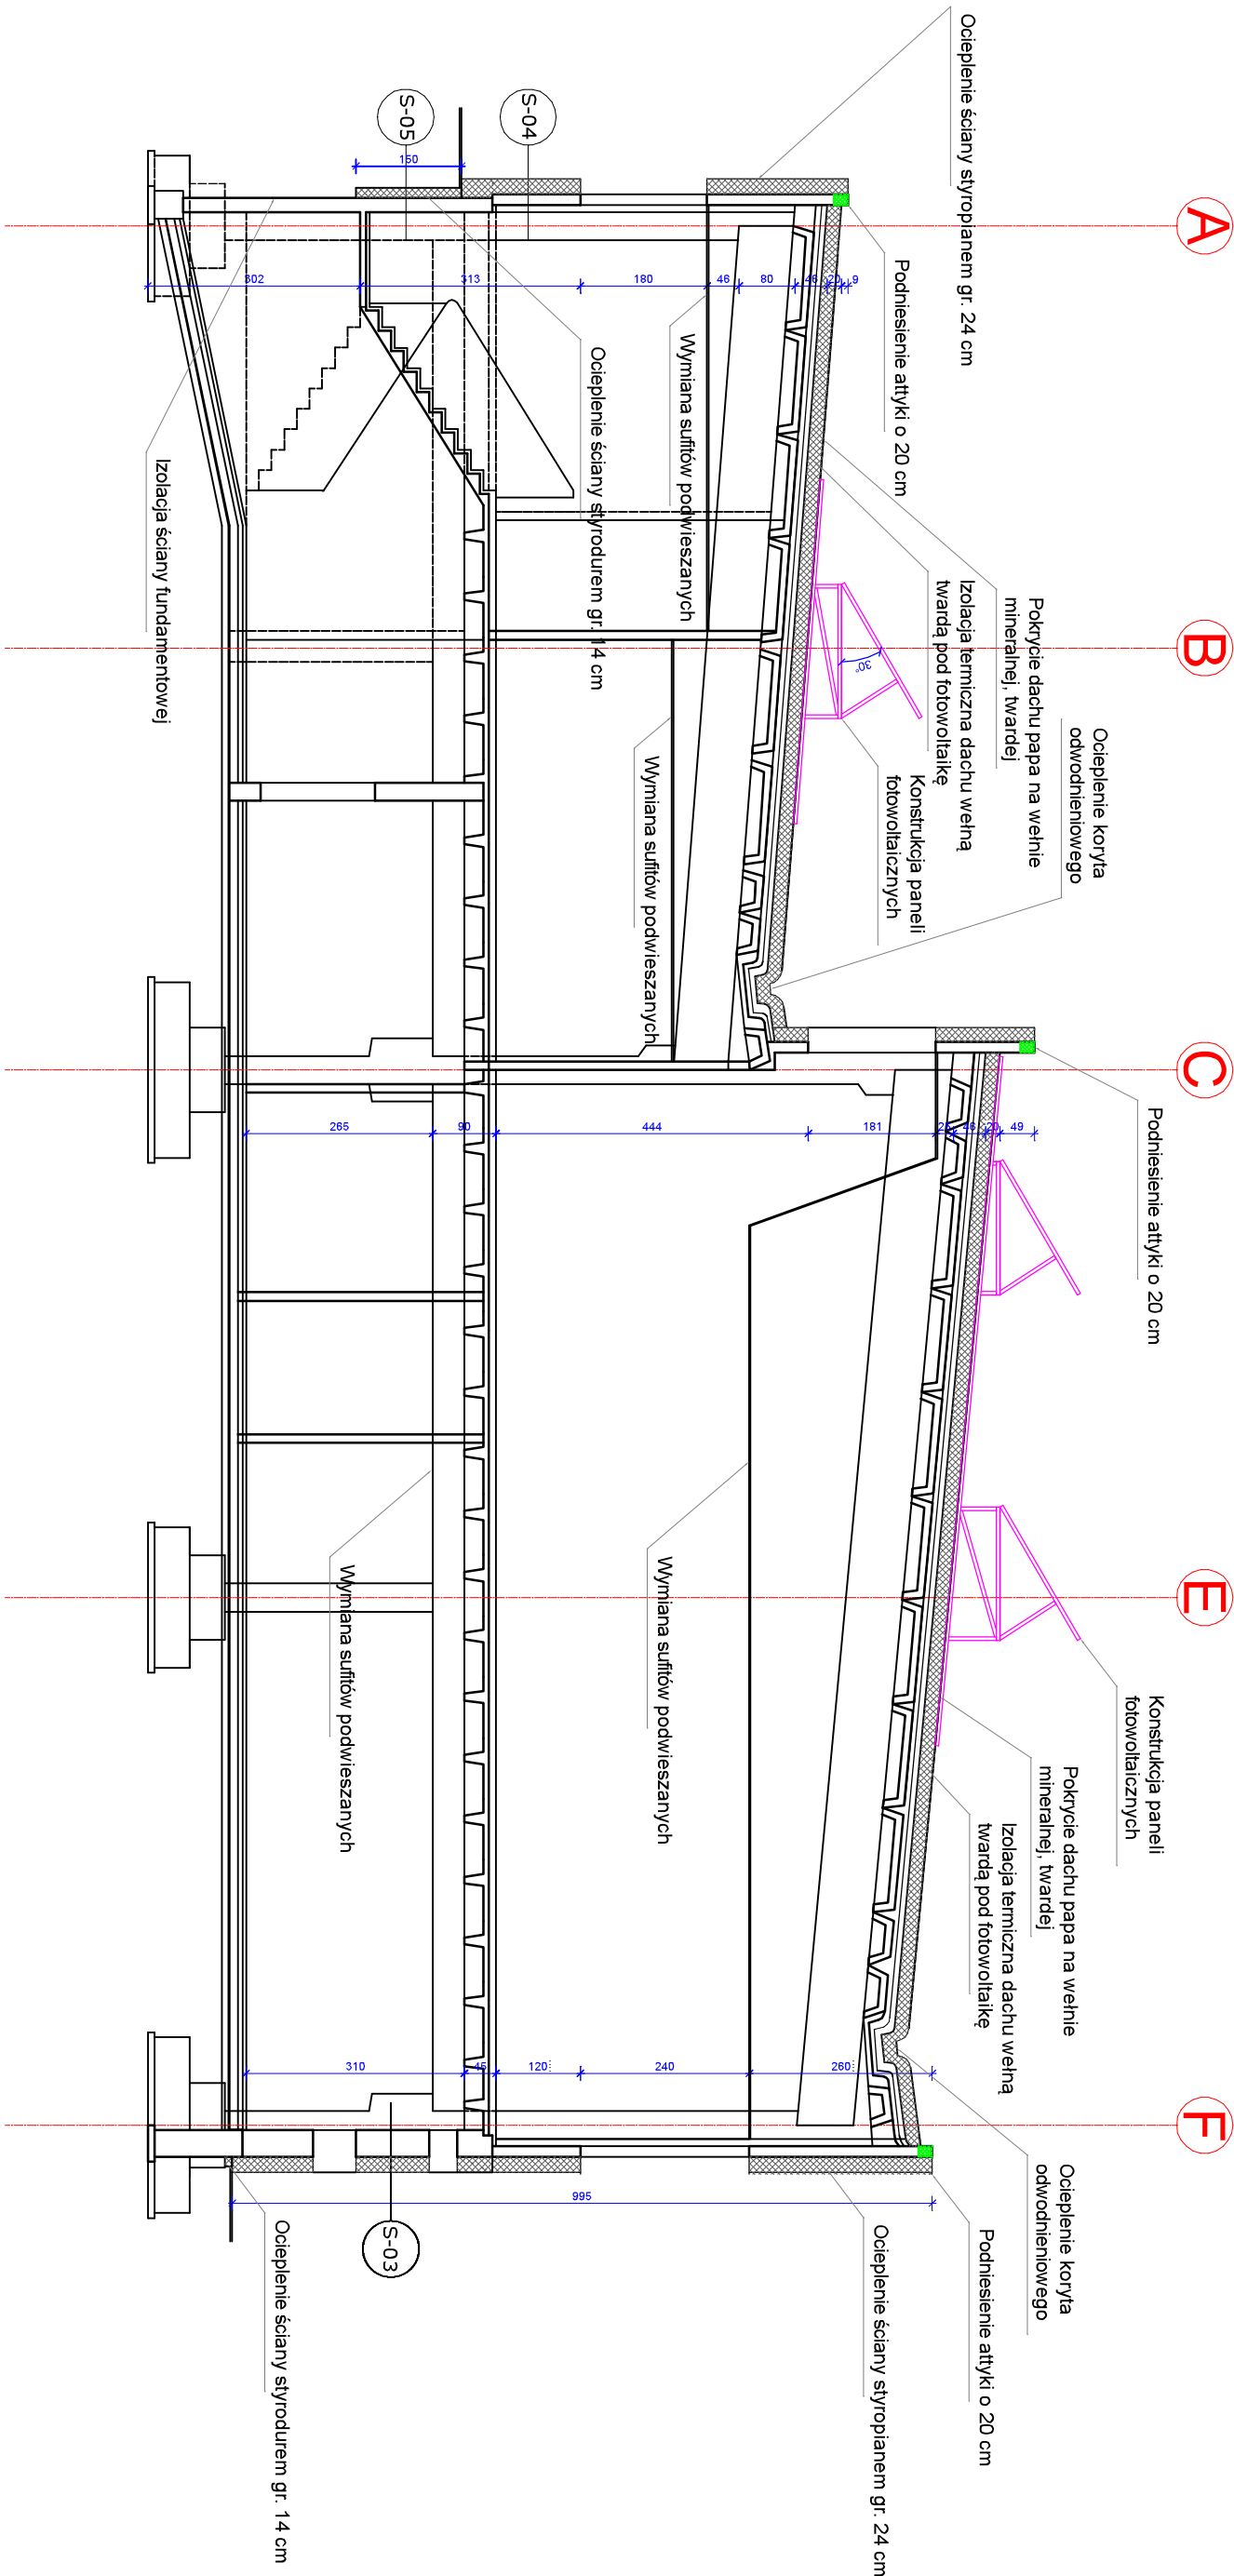 A
B
C
E
F
Ocieplenie ściany styropianem gr. 24 cm
Podniesienie attyki o 20 cm
Pokrycie dachu papa na wełnie
mineralnej, twardej
Izolacja termiczna dachu wełną
twardą pod fotowoltaikę
Konstrukcja paneli
fotowoltaicznych
Ocieplenie koryta
odwodnieniowego
Podniesienie attyki o 20 cm
Konstrukcja paneli
fotowoltaicznych
Pokrycie dachu papa na wełnie
mineralnej, twardej
Izolacja termiczna dachu wełną
twardą pod fotowoltaikę
Ocieplenie koryta
odwodnieniowego
Podniesienie attyki o 20 cm
Ocieplenie ściany styropianem gr. 24 cm
30°
9
20
46
80
46
180
313
302
Wymiana sufitów podwieszanych
Wymiana sufitów podwieszanych
Ocieplenie ściany styrodurem gr. 14 cm
S-04
S-05
150
Izolacja ściany fundamentowej
49
20
46
25
181
444
90
265
Wymiana sufitów podwieszanych
Wymiana sufitów podwieszanych
260
240
120
45
310
995
S-03
Ocieplenie ściany styrodurem gr. 14 cm